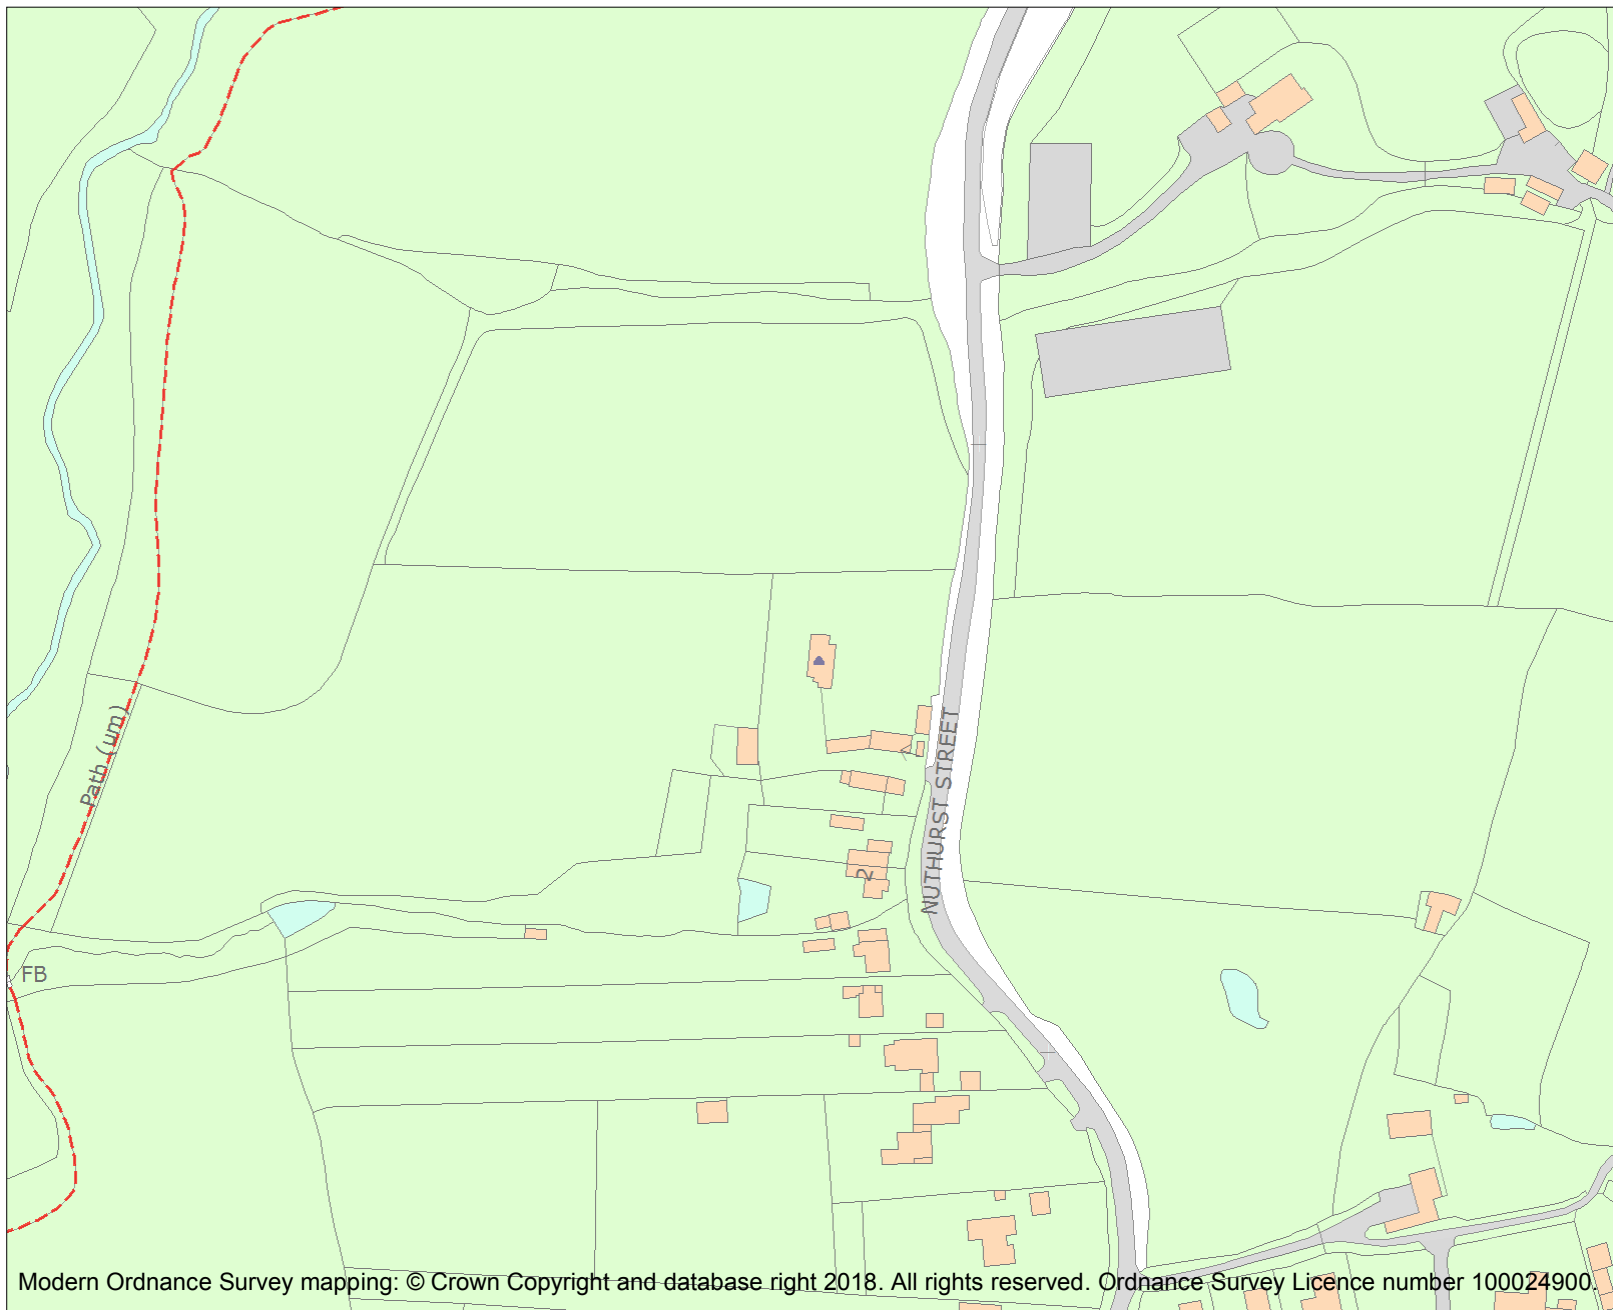 NUTHURST STREET
Path (um)
2
FB
Modern Ordnance Survey mapping: © Crown Copyright and database right 2018. All rights reserved. Ordnance Survey Licence number 100024900.